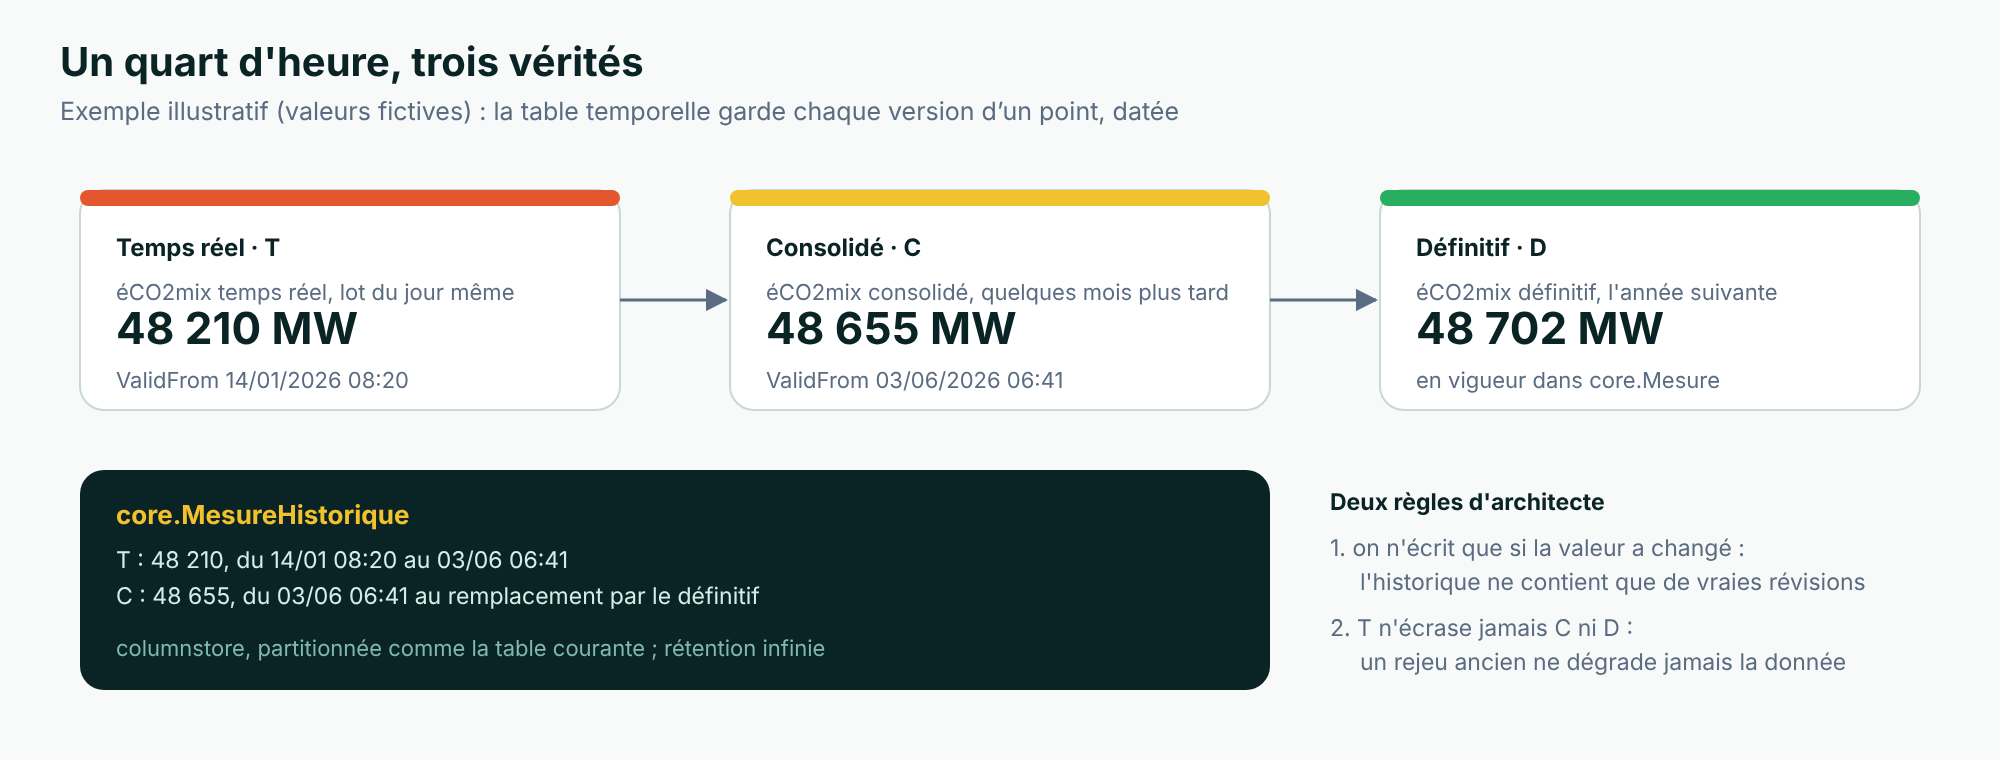 Un quart d'heure, trois vérités
Exemple illustratif (valeurs fictives) : la table temporelle garde chaque version d’un point, datée
Temps réel · T
éCO2mix temps réel, lot du jour même
48 210 MW
ValidFrom 14/01/2026 08:20
Consolidé · C
éCO2mix consolidé, quelques mois plus tard
48 655 MW
ValidFrom 03/06/2026 06:41
Définitif · D
éCO2mix définitif, l'année suivante
48 702 MW
en vigueur dans core.Mesure
core.MesureHistorique
T : 48 210, du 14/01 08:20 au 03/06 06:41
C : 48 655, du 03/06 06:41 au remplacement par le définitif
columnstore, partitionnée comme la table courante ; rétention infinie
Deux règles d'architecte
1. on n'écrit que si la valeur a changé :
l'historique ne contient que de vraies révisions
2. T n'écrase jamais C ni D :
un rejeu ancien ne dégrade jamais la donnée